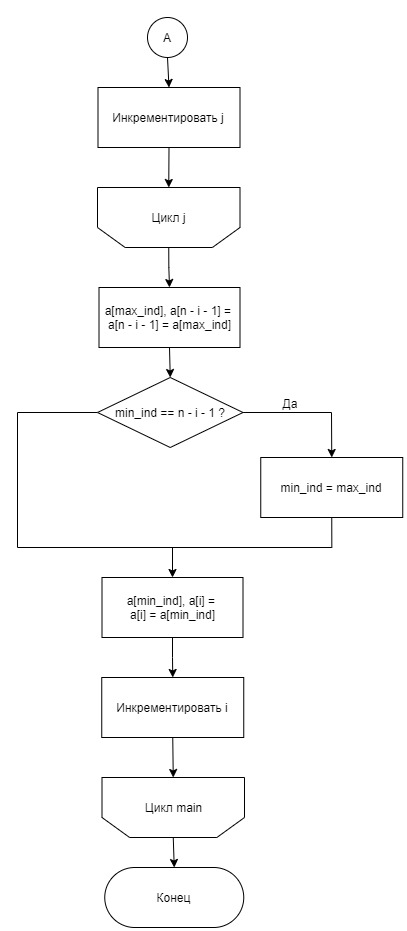 A
Инкрементировать j
Цикл j
a[max_ind], a[n - i - 1] =
a[n - i - 1] = a[max_ind]
min_ind == n - i - 1 ?
Да
min_ind = max_ind
a[min_ind], a[i] =
a[i] = a[min_ind]
Инкрементировать i
Цикл main
Конец